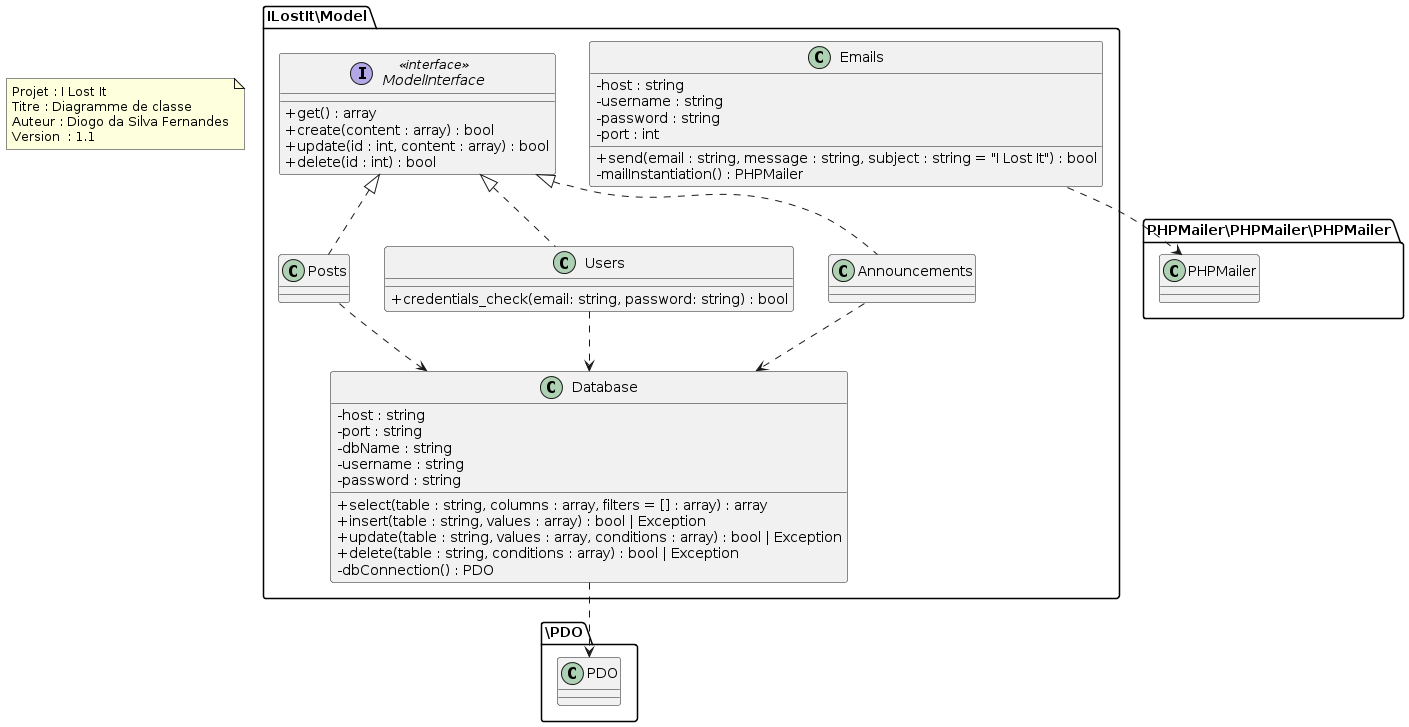 ILostIt\Model
Projet : I Lost It
Titre : Diagramme de classe
Auteur : Diogo da Silva Fernandes
Version  : 1.1
I
«interface»
ModelInterface
+get() : array
+create(content : array) : bool
+update(id : int, content : array) : bool
+delete(id : int) : bool
C Emails
-host : string
-username : string
-password : string
-port : int
+send(email : string, message : string, subject : string = "I Lost It") : bool
-mailInstantiation() : PHPMailer
PHPMailer\PHPMailer\PHPMailer
C PHPMailer
C Posts
C Users
+credentials_check(email: string, password: string) : bool
C Announcements
C Database
-host : string
-port : string
-dbName : string
-username : string
-password : string
+select(table : string, columns : array, filters = [] : array) : array
+insert(table : string, values : array) : bool | Exception
+update(table : string, values : array, conditions : array) : bool | Exception
+delete(table : string, conditions : array) : bool | Exception
-dbConnection() : PDO
\PDO
C PDO